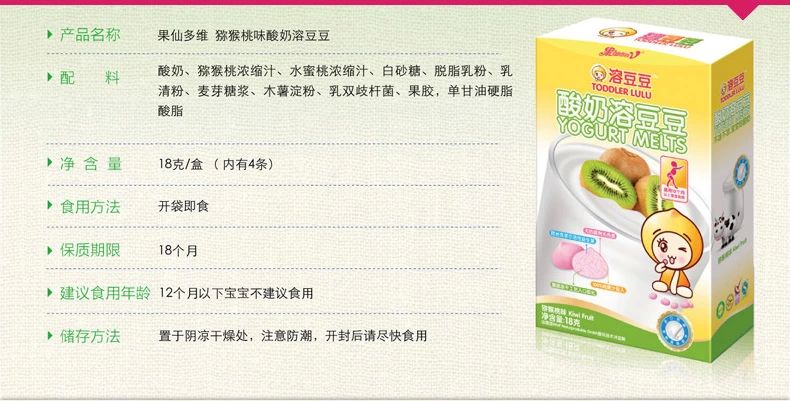 产品名称 果仙多维 猕猴桃味酸奶溶豆豆
配 料 酸奶、猕猴桃浓缩汁、水蜜桃浓缩汁、白砂糖、脱脂乳粉、乳
清粉、麦芽糖浆、木薯淀粉、乳双歧杆菌、果胶，单甘油硬脂
酸脂
净 含 量 18克/盒 （ 内有4条）
食用方法 开袋即食
保质期限 18个月
建议食用年龄 12个月以下宝宝不建议食用
储存方法 置于阴凉干燥处，注意防潮，开封后请尽快食用
溶豆豆
TODDLER LULU
酸奶溶豆豆
YOGURT MELTS
猕猴桃味 Kiwi Fruit
净含量:18克